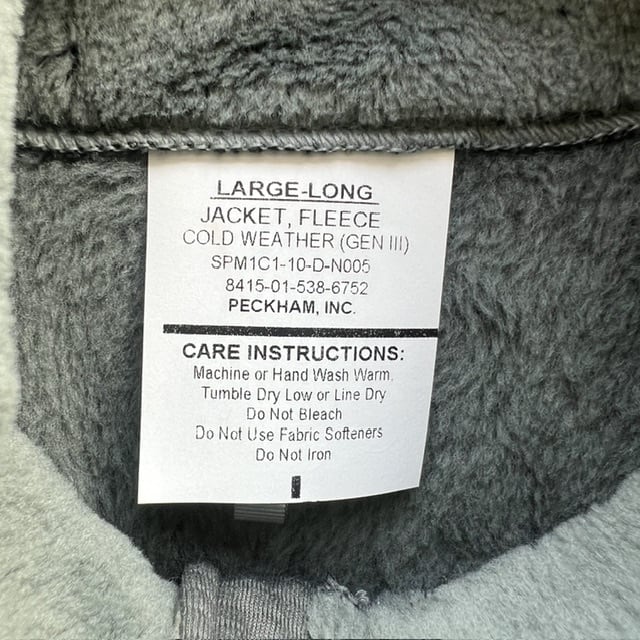 LARGE-LONG
JACKET, FLEECE
COLD WEATHER (GEN III)
SPM1C1-10-D-N005
8415-01-538-6752
PECKHAM, INC.
CARE INSTRUCTIONS:
Machine or Hand Wash Warm.
Tumble Dry Low or Line Dry
Do Not Bleach
Do Not Use Fabric Softeners
Do Not Iron